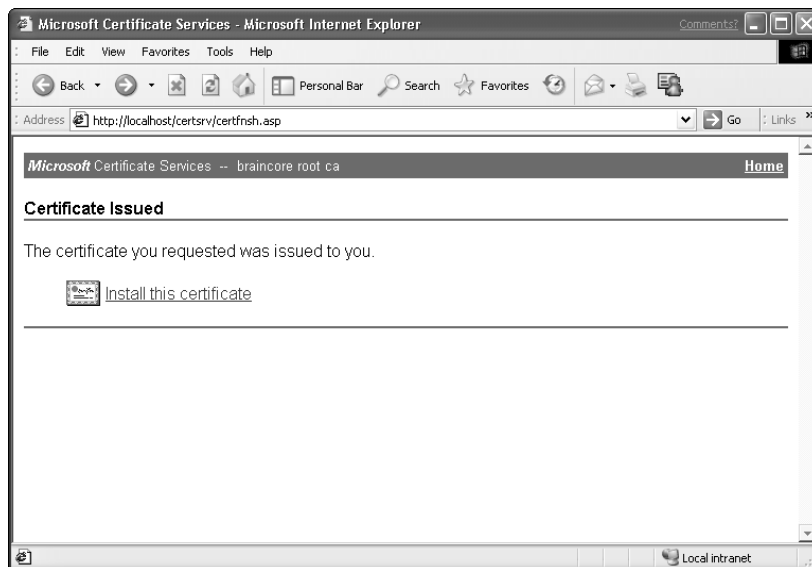 Microsoft Certificate Services - Microsoft Internet Explorer
Comments?
File Edit View Favorites Tools Help
Back Personal Bar Search Favorites
Address http://localhost/certsrv/certfnsh.asp Go Links »
Microsoft Certificate Services -- braincore root ca Home
Certificate Issued
The certificate you requested was issued to you.
Install this certificate
Local intranet